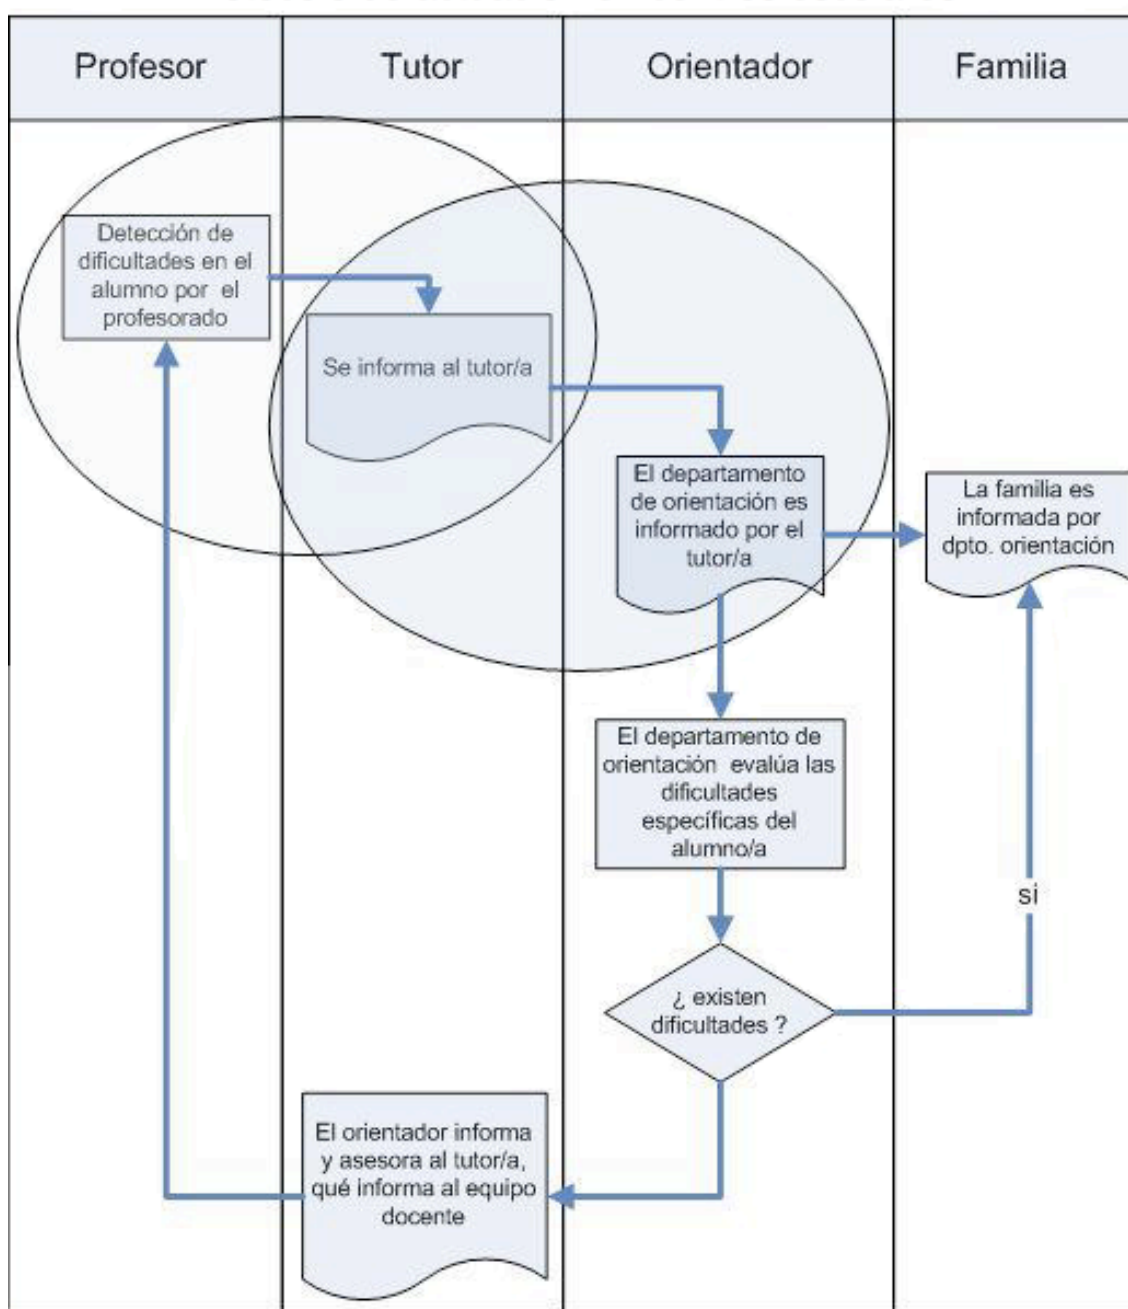 Profesor
Tutor
Orientador
Familia
Detección de
dificultades en el
alumno por el
profesorado
Se informa al tutor/a
El departamento
de orientación es
informado por el
tutor/a
La familia es
informada por
dpto. orientación
El departamento de
orientación evalúa las
dificultades
específicas del
alumno/a
si
¿ existen
dificultades ?
El orientador informa
y asesora al tutor/a,
qué informa al equipo
docente